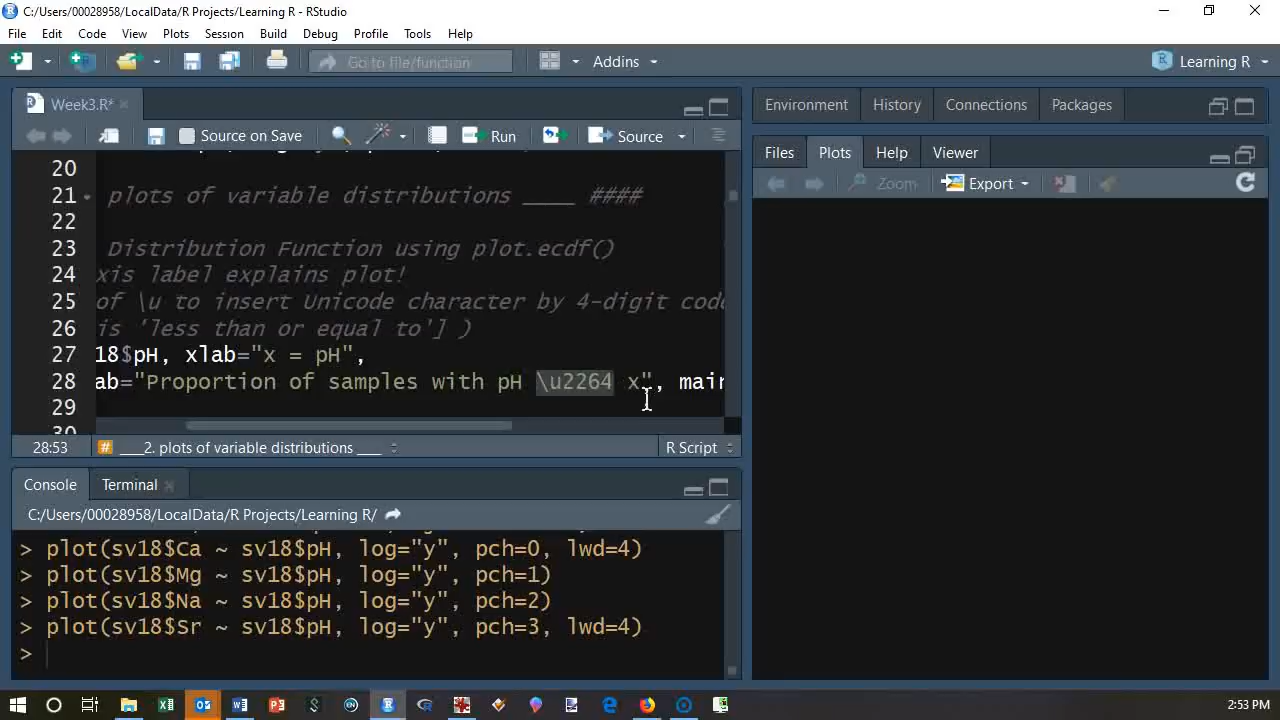 C:/Users/00028958/LocalData/R Projects/Learning R - RStudio
File Edit Code View Plots Session Build Debug Profile Tools Help
Go to file/function Addins Learning R
Week3.R*
Source on Save Run Source
20
21 plots of variable distributions ____ ####
22
23 Distribution Function using plot.ecdf()
24 xis label explains plot!
25 of \u to insert Unicode character by 4-digit code
26 is 'less than or equal to'] )
27 18$pH, xlab="x = pH",
28 ab="Proportion of samples with pH \u2264 x", main
29
30
28:53 ____2. plots of variable distributions ____ R Script
Console Terminal
C:/Users/00028958/LocalData/R Projects/Learning R/
> plot(sv18$Ca ~ sv18$pH, log="y", pch=0, lwd=4)
> plot(sv18$Mg ~ sv18$pH, log="y", pch=1)
> plot(sv18$Na ~ sv18$pH, log="y", pch=2)
> plot(sv18$Sr ~ sv18$pH, log="y", pch=3, lwd=4)
>
Environment History Connections Packages
Files Plots Help Viewer
Zoom Export
2:53 PM